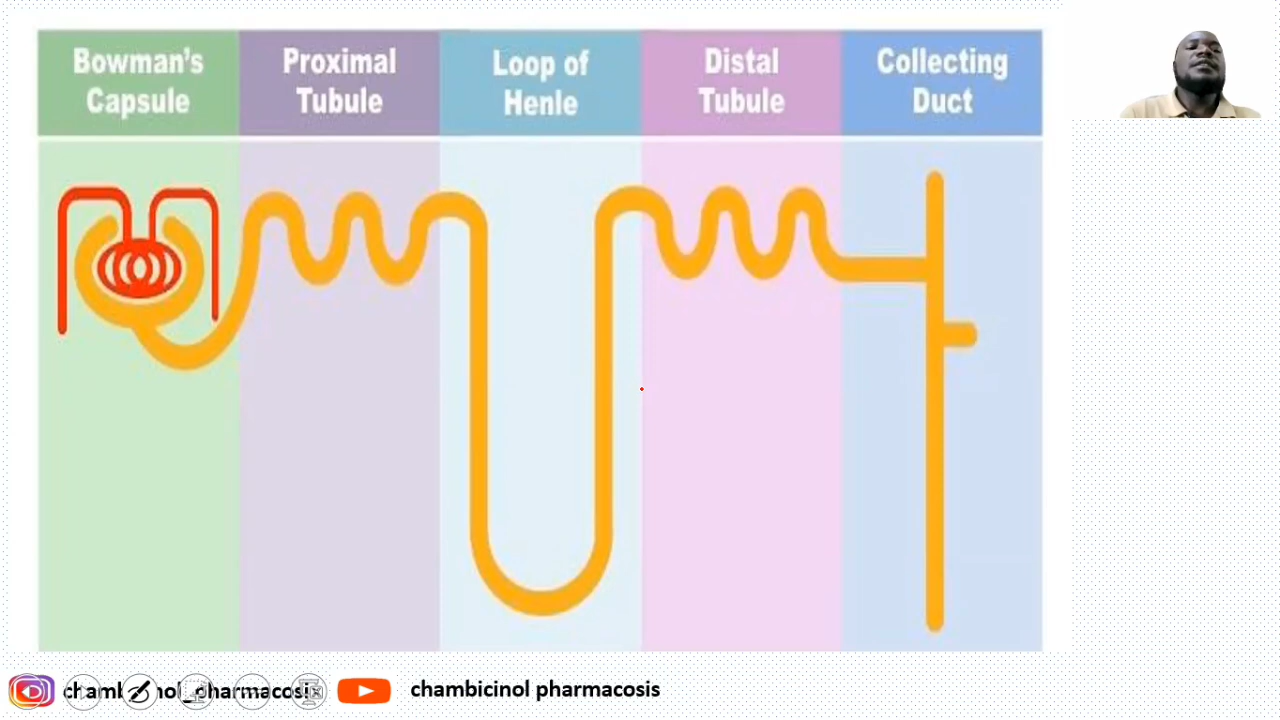 Bowman's
Capsule
Proximal
Tubule
Loop of
Henle
Distal
Tubule
Collecting
Duct
chambicinol pharmacosis